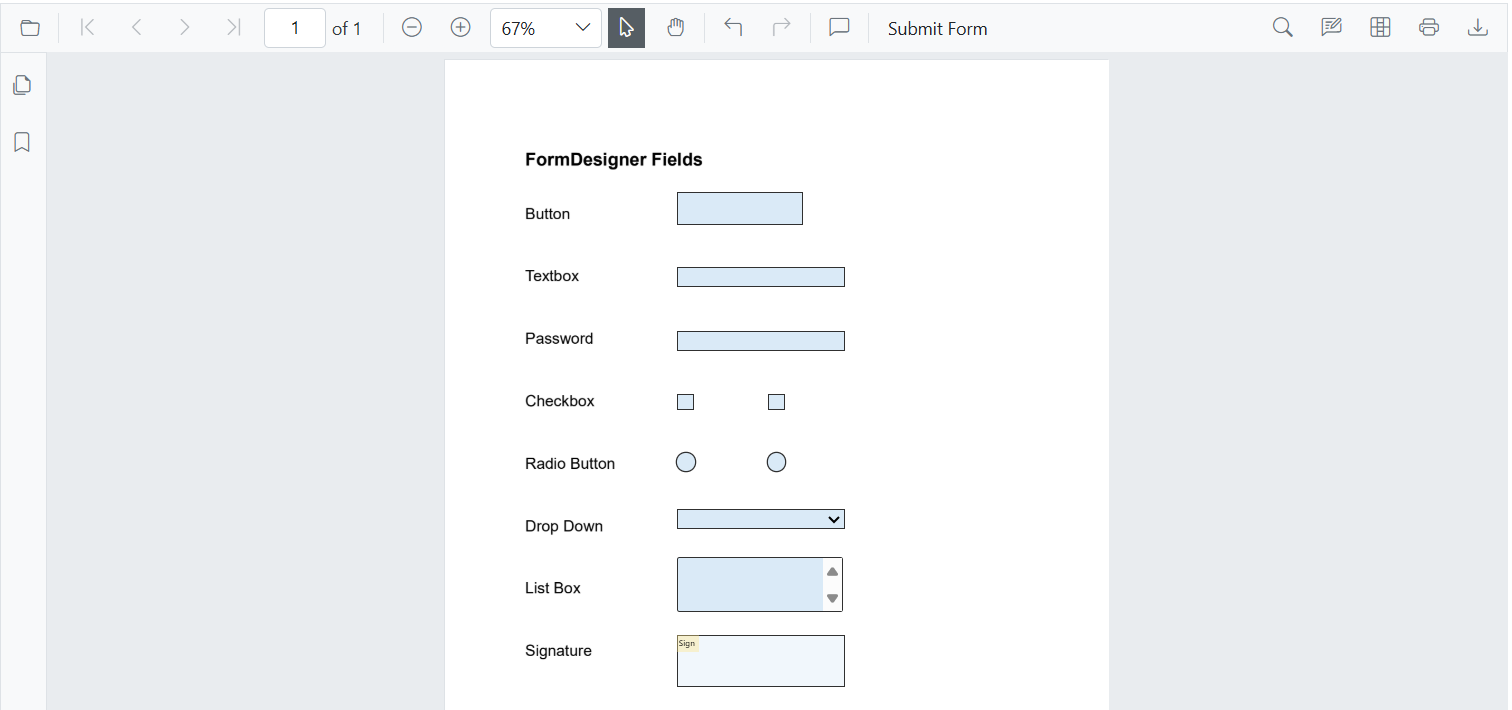 1 of 1 67% Submit Form
FormDesigner Fields
Button
Textbox
Password
Checkbox
Radio Button
Drop Down
List Box
Signature Sign